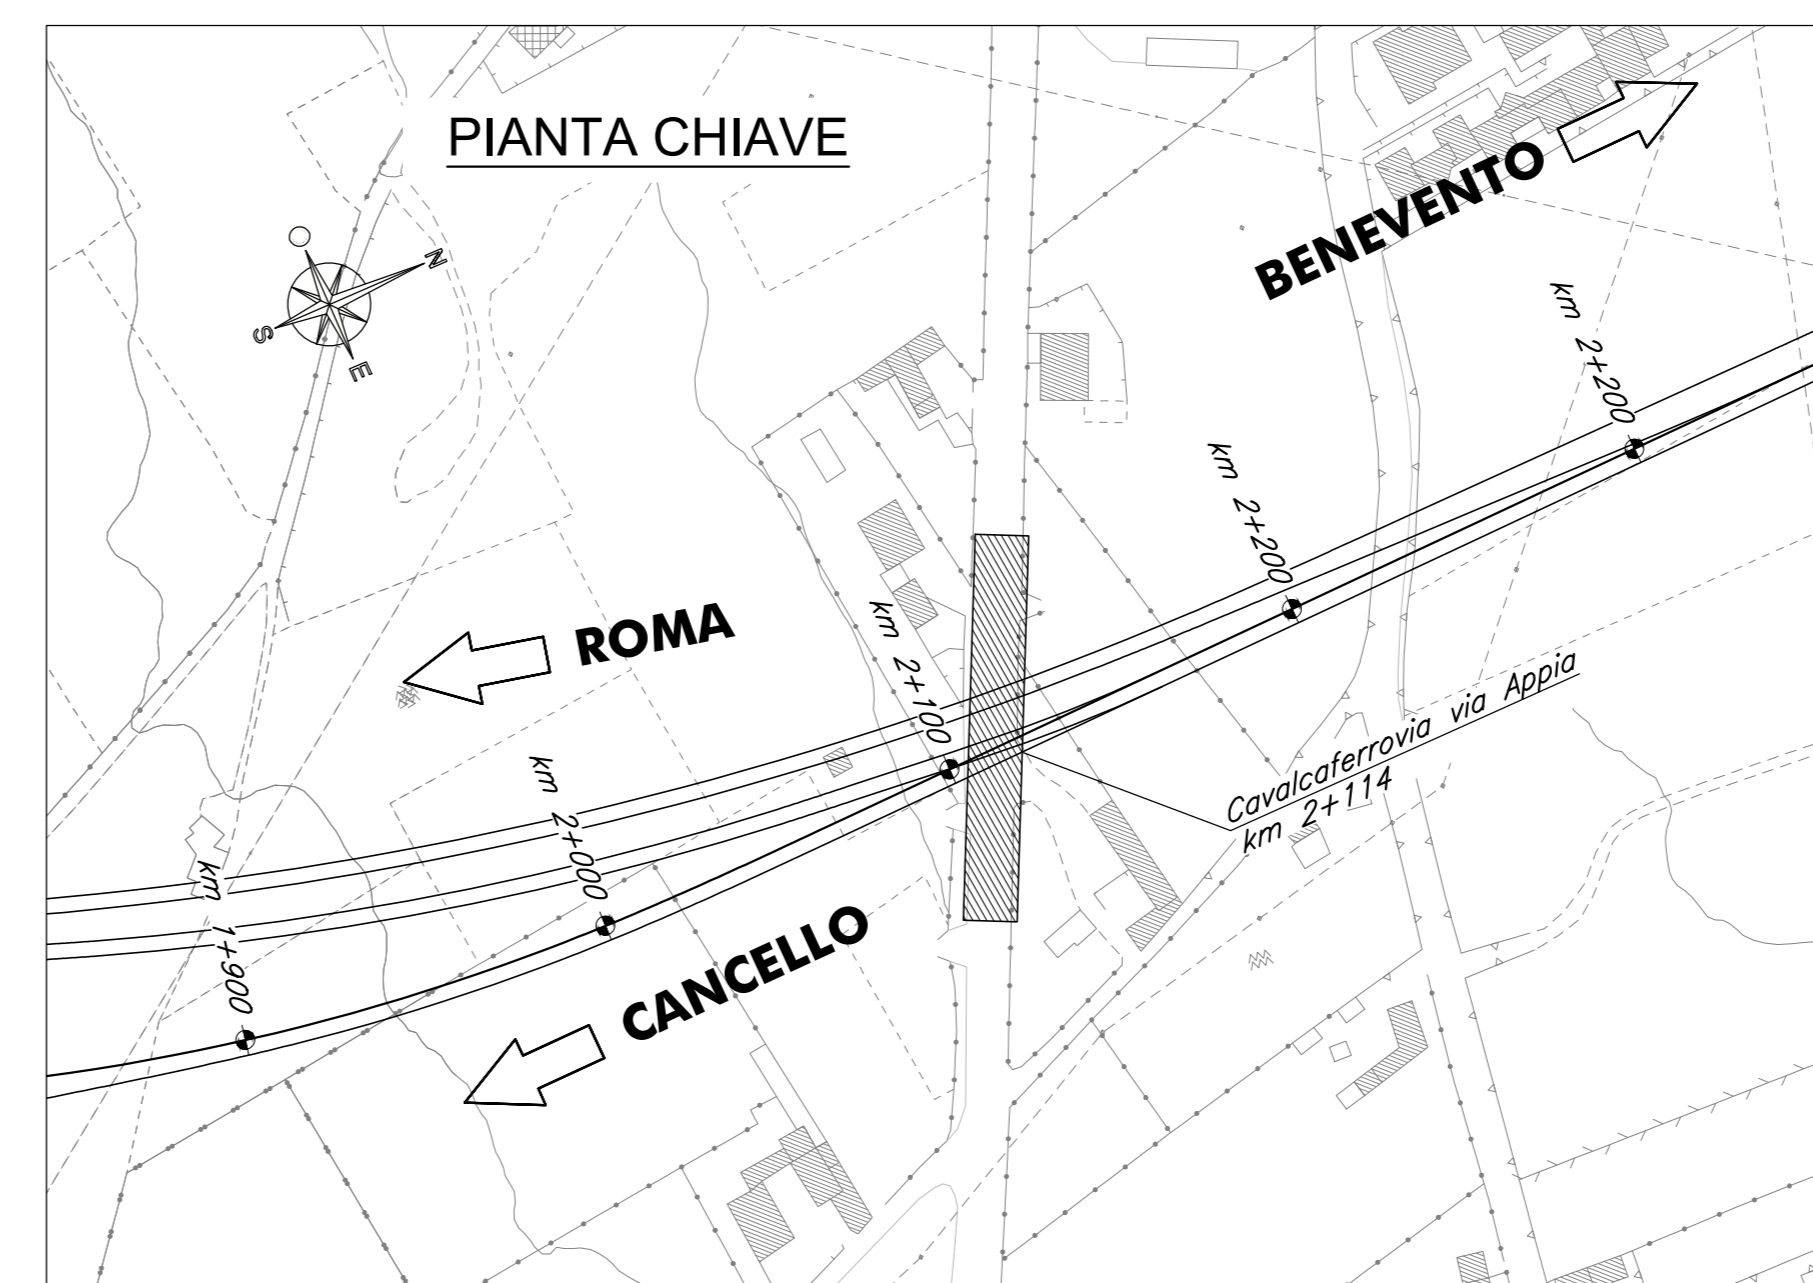 PIANTA CHIAVE
BENEVENTO
O
N
S
E
km 2+200
km 2+200
ROMA
km 2+100
Cavalcaferrovia via Appia
km 2+114
km 2+000
km 1+900
CANCELLO